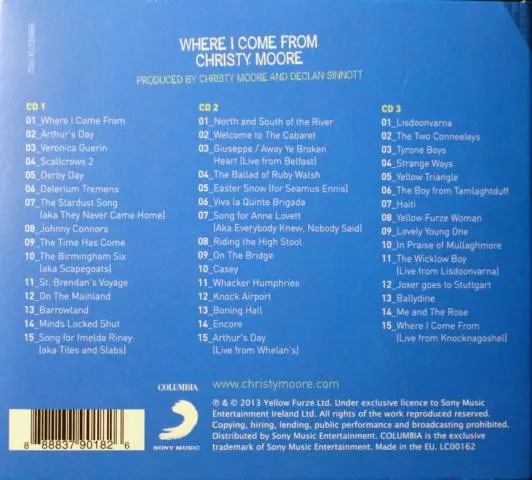 WHERE I COME FROM
CHRISTY MOORE
PRODUCED BY CHRISTY MOORE AND DECLAN SINNOTT
CD 1
01_Where I Come From
02_Arthur's Day
03_Veronica Guerin
04_Scallcrows 2
05_Derby Day
06_Delerium Tremens
07_The Stardust Song
(aka They Never Came Home)
08_Johnny Connors
09_The Time Has Come
10_The Birmingham Six
(aka Scapegoats)
11_St. Brendan's Voyage
12_On The Mainland
13_Barrowland
14_Minds Locked Shut
15_Song for Imelda Riney
(aka Tiles and Slabs)
CD 2
01_North and South of the River
02_Welcome to The Cabaret
03_Giuseppe / Away Ye Broken
Heart (Live from Belfast)
04_The Ballad of Ruby Walsh
05_Easter Snow (for Seamus Ennis)
06_Viva la Quinte Brigada
07_Song for Anne Lovett
(Aka Everybody Knew, Nobody Said)
08_Riding the High Stool
09_On The Bridge
10_Casey
11_Whacker Humphries
12_Knock Airport
13_Boning Hall
14_Encore
15_Arthur's Day
(Live from Whelan's)
CD 3
01_Lisdoonvarna
02_The Two Conneeleys
03_Tyrone Boys
04_Strange Ways
05_Yellow Triangle
06_The Boy from Tamlaghtduff
07_Haiti
08_Yellow Furze Woman
09_Lovely Young One
10_In Praise of Mullaghmore
11_The Wicklow Boy
(Live from Lisdoonvarna)
12_Joxer goes to Stuttgart
13_Ballydine
14_Me and The Rose
15_Where I Come From
(Live from Knocknagoshel)
COLUMBIA
SONY MUSIC
www.christymoore.com
℗ & © 2013 Yellow Furze Ltd. Under exclusive licence to Sony Music
Entertainment Ireland Ltd. All rights of the work reproduced reserved.
Copying, hiring, lending, public performance and broadcasting prohibited.
Distributed by Sony Music Entertainment. COLUMBIA is the exclusive
trademark of Sony Music Entertainment. Made in the EU. LC00162
8 88837 90182 6